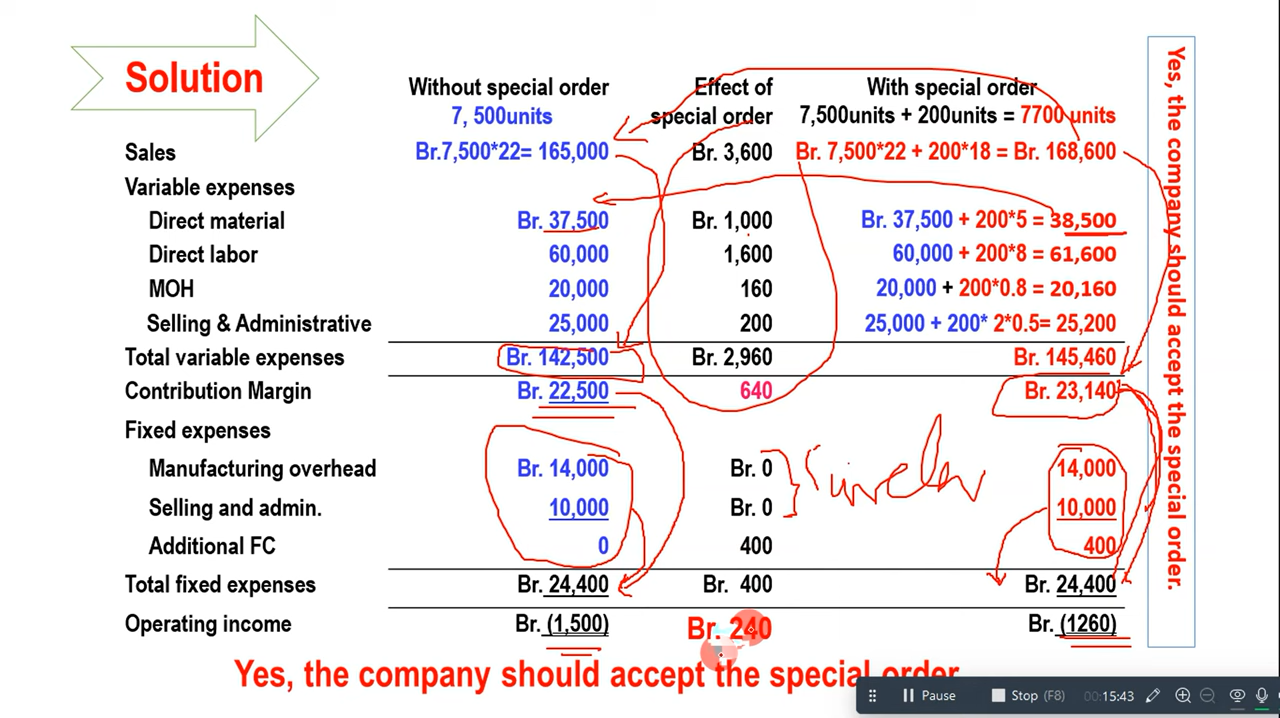 Solution
Without special order Effect of With special order
7, 500units special order 7,500units + 200units = 7700 units
Sales Br.7,500*22= 165,000 Br. 3,600 Br. 7,500*22 + 200*18 = Br. 168,600
Variable expenses
Direct material Br. 37,500 Br. 1,000 Br. 37,500 + 200*5 = 38,500
Direct labor 60,000 1,600 60,000 + 200*8 = 61,600
MOH 20,000 160 20,000 + 200*0.8 = 20,160
Selling & Administrative 25,000 200 25,000 + 200* 2*0.5= 25,200
Total variable expenses Br. 142,500 Br. 2,960 Br. 145,460
Contribution Margin Br. 22,500 640 Br. 23,140
Fixed expenses
Manufacturing overhead Br. 14,000 Br. 0 14,000
Selling and admin. Br. 10,000 Br. 0 10,000
Additional FC 0 400 400
Total fixed expenses Br. 24,400 Br. 400 Br. 24,400
Operating income Br. (1,500) Br. 240 Br. (1260)
Yes, the company should accept the special order
Yes, the company should accept the special order.
Pause Stop (F8) 00:15:43